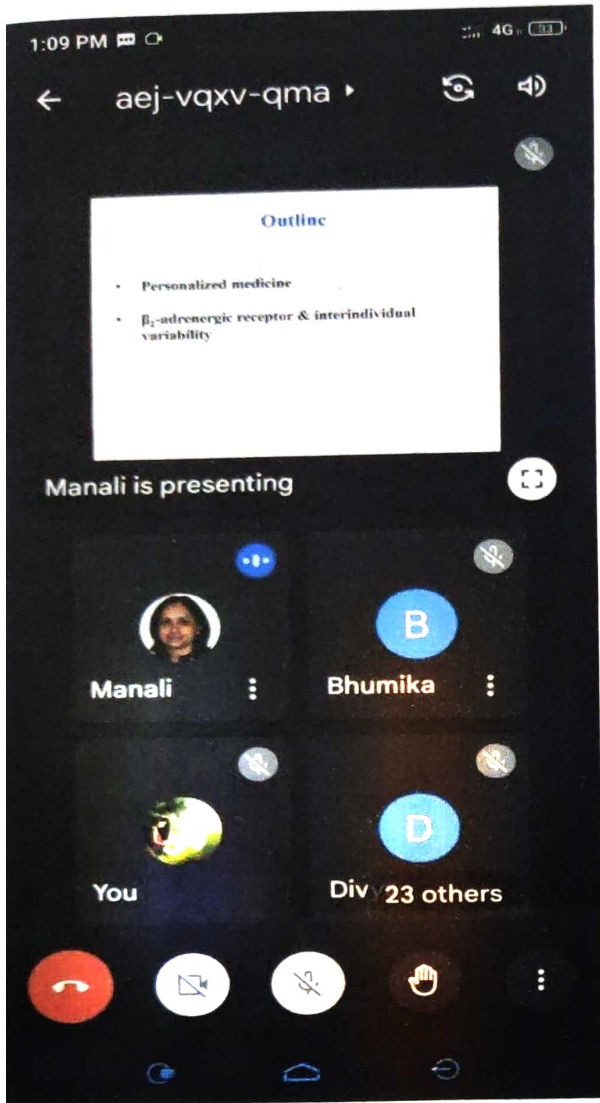 1:09 PM
4G 93
aej-vqxv-qma
Outline
• Personalized medicine
• β₂-adrenergic receptor & interindividual
variability
Manali is presenting
B
Manali
Bhumika
D
You
Div 23 others